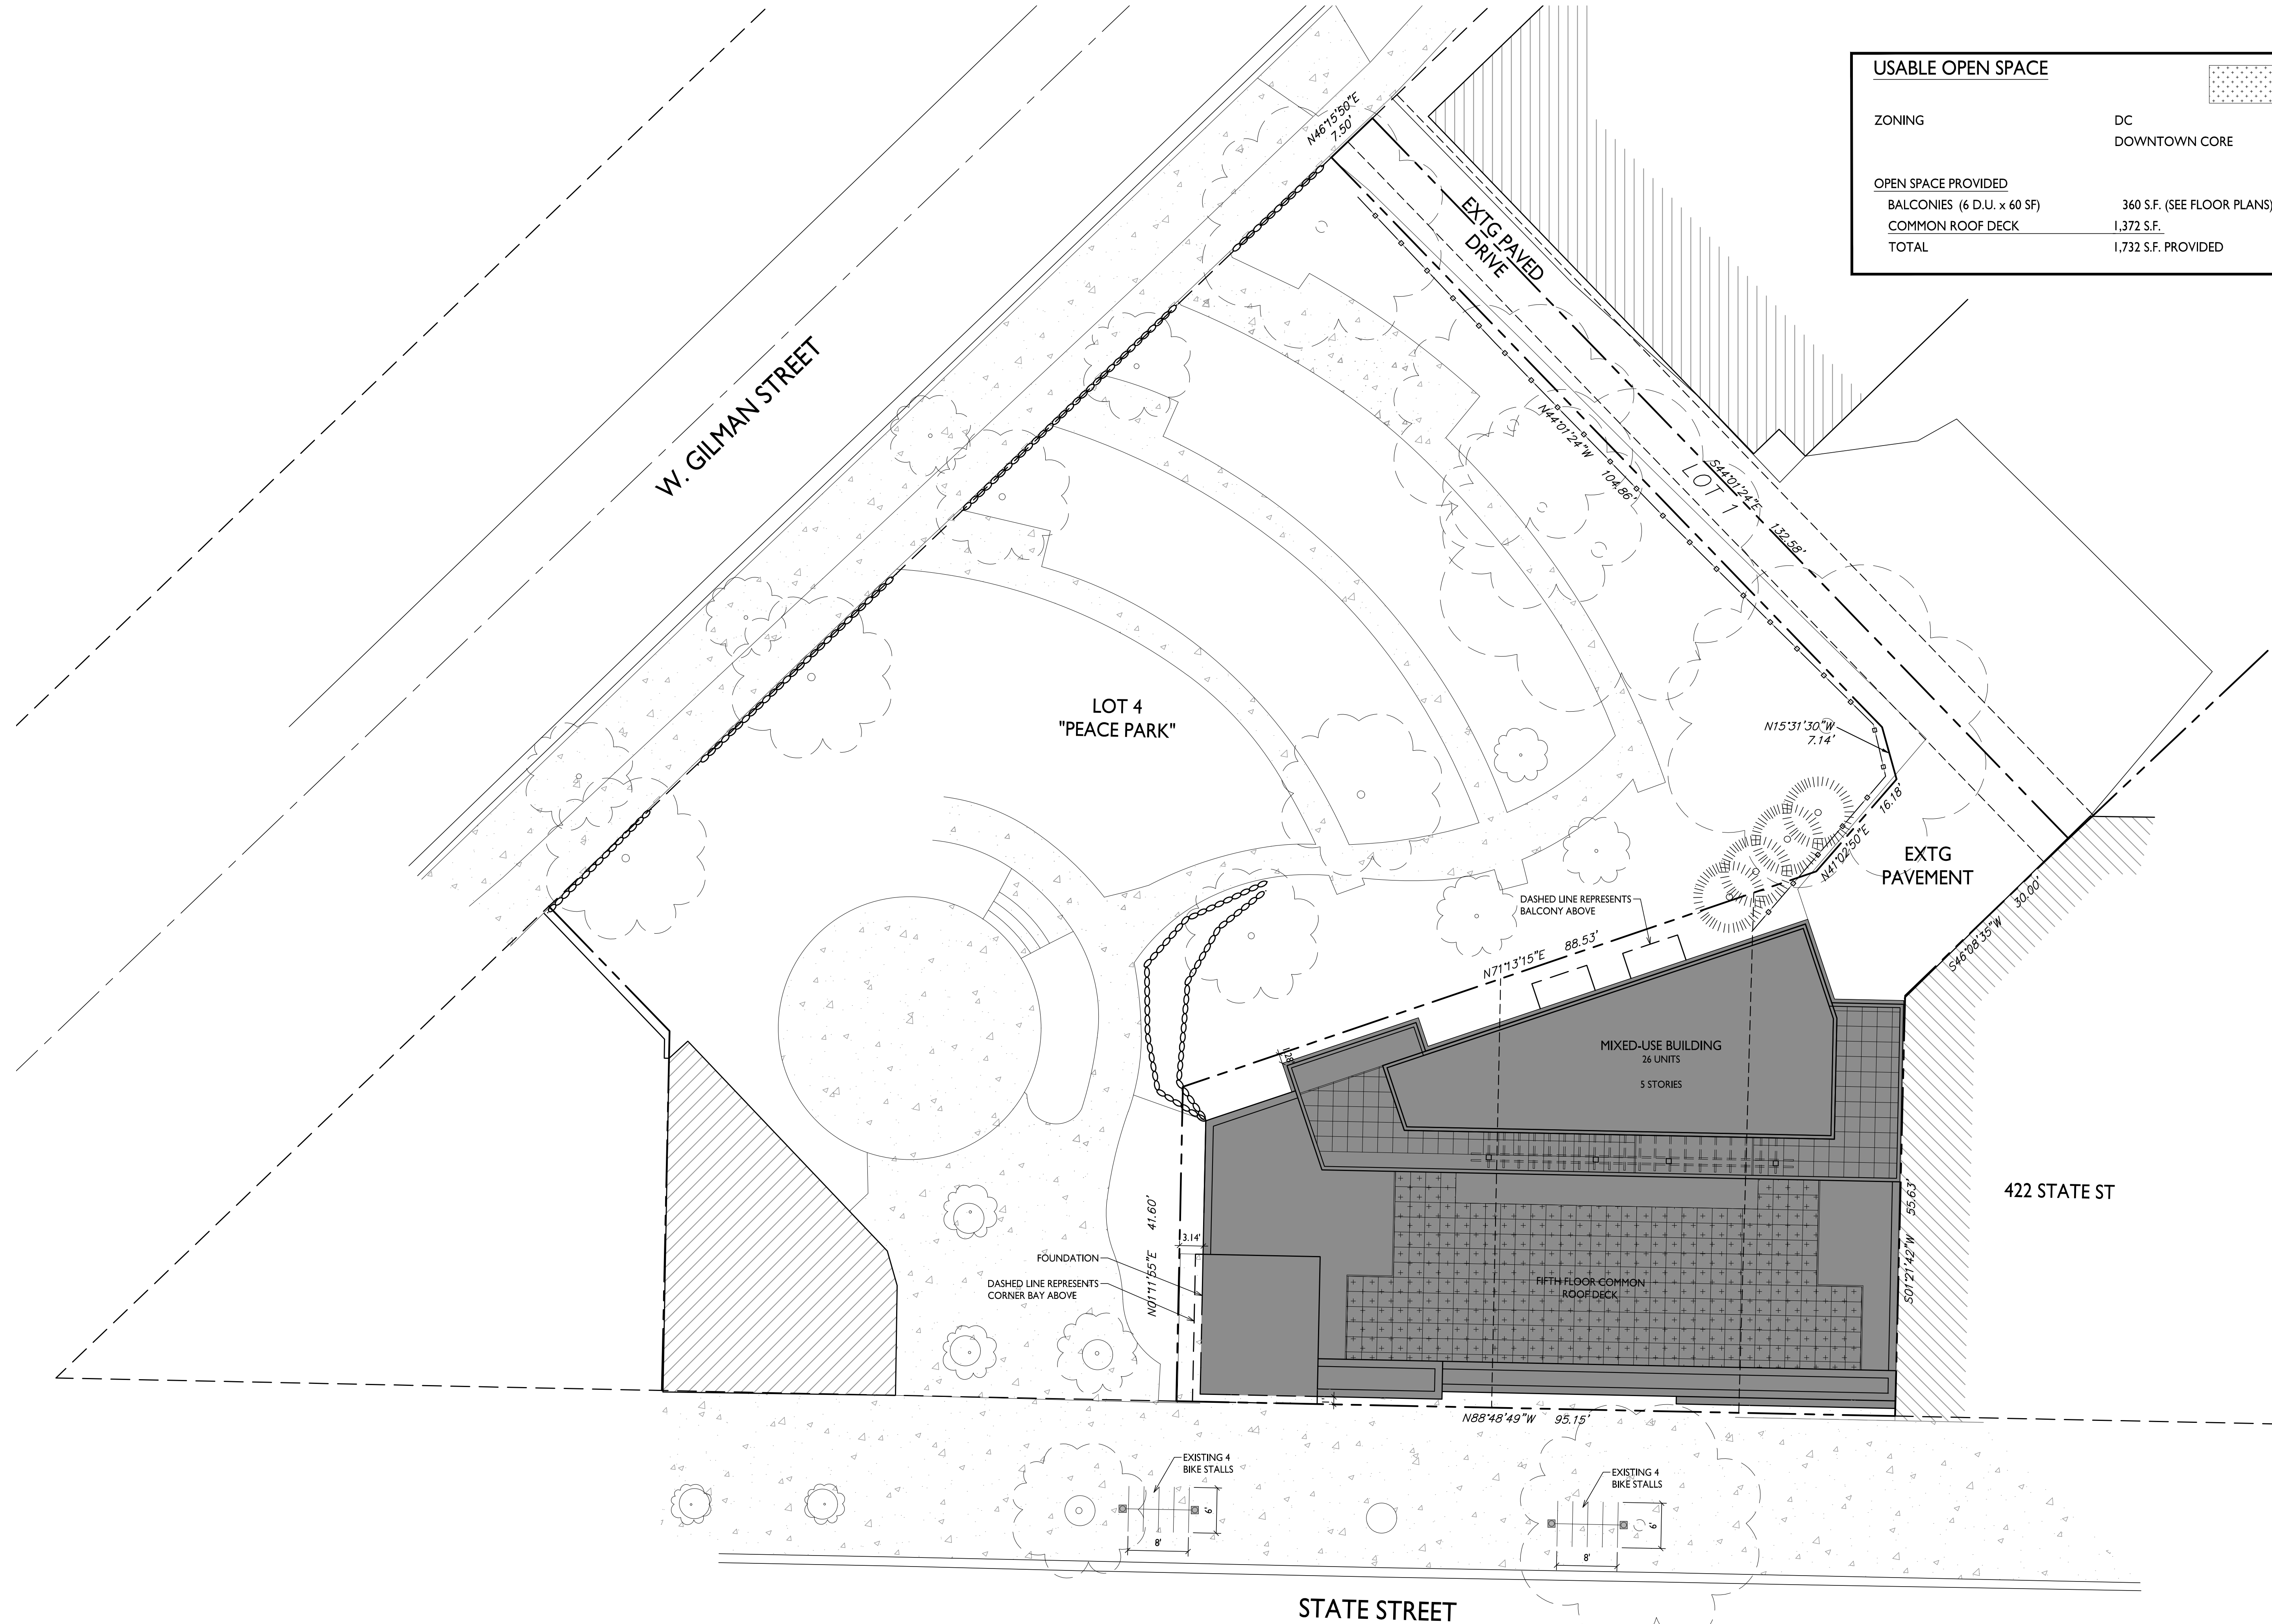 USABLE OPEN SPACE
ZONING DC
DOWNTOWN CORE
OPEN SPACE PROVIDED
BALCONIES (6 D.U. x 60 SF) 360 S.F. (SEE FLOOR PLANS)
COMMON ROOF DECK 1,372 S.F.
TOTAL 1,732 S.F. PROVIDED
N46°15'50"E
7.50'
EXTG PAVED
DRIVE
W. GILMAN STREET
N44°01'24"W 104.86'
S44°01'24"E 132.58'
LOT 1
LOT 4
"PEACE PARK"
N15°31'30"W
7.14'
16.18'
N41°02'50"E
EXTG
PAVEMENT
DASHED LINE REPRESENTS
BALCONY ABOVE
N71°13'15"E 88.53'
S46°08'35"W 30.00'
MIXED-USE BUILDING
26 UNITS
5 STORIES
422 STATE ST
N01°11'55"E 41.60'
3.14'
S01°21'42"W 55.63'
FOUNDATION
DASHED LINE REPRESENTS
CORNER BAY ABOVE
FIFTH FLOOR COMMON
ROOF DECK
1'
N88°48'49"W 95.15'
EXISTING 4
BIKE STALLS
6'
8'
EXISTING 4
BIKE STALLS
6'
8'
STATE STREET